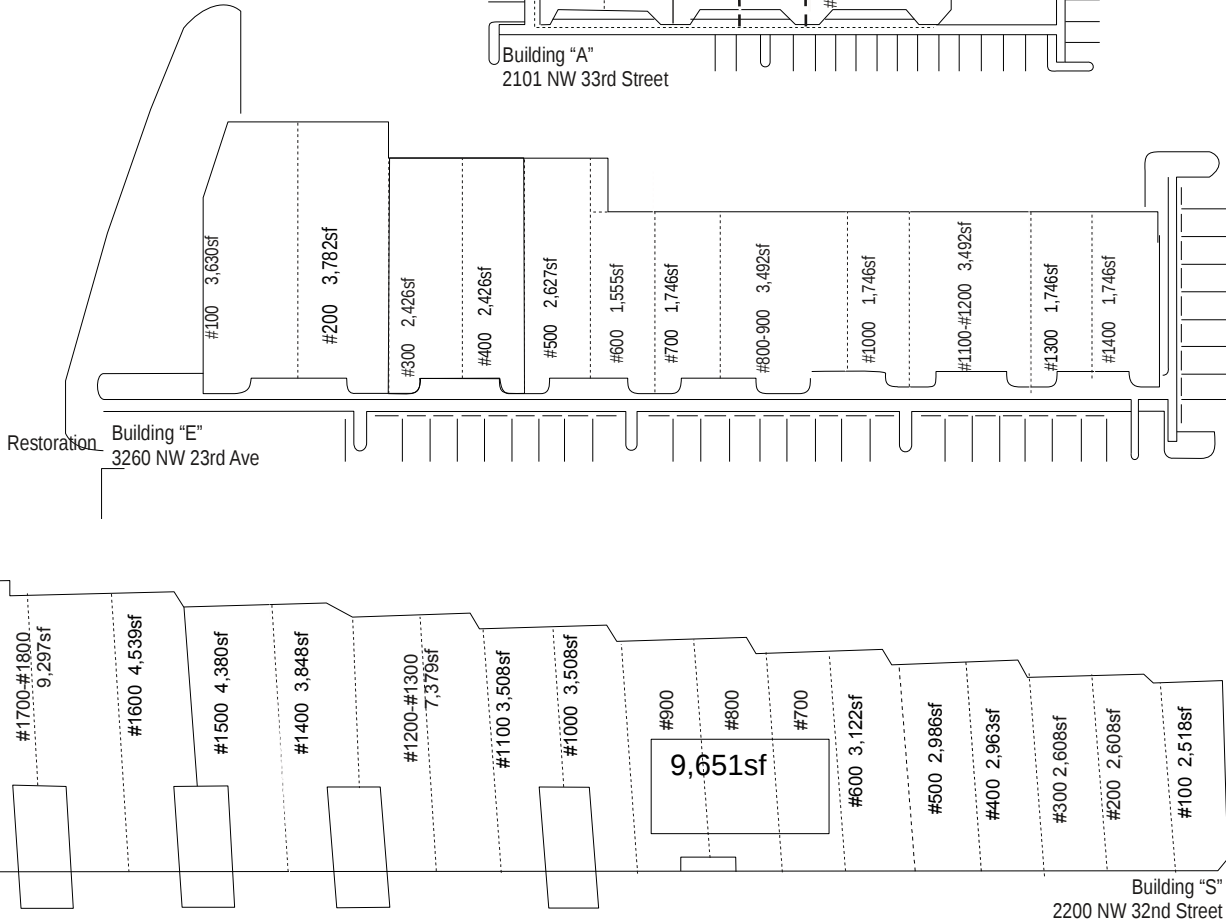 #
Building “A”
2101 NW 33rd Street
#100 3,630sf
#200 3,782sf
#300 2,426sf
#400 2,426sf
#500 2,627sf
#600 1,555sf
#700 1,746sf
#800-900 3,492sf
#1000 1,746sf
#1100-#1200 3,492sf
#1300 1,746sf
#1400 1,746sf
Restoration
Building “E”
3260 NW 23rd Ave
#1700-#1800
9,297sf
#1600 4,539sf
#1500 4,380sf
#1400 3,848sf
#1200-#1300
7,379sf
#1100 3,508sf
#1000 3,508sf
#900
#800
#700
9,651sf
#600 3,122sf
#500 2,986sf
#400 2,963sf
#300 2,608sf
#200 2,608sf
#100 2,518sf
Building “S”
2200 NW 32nd Street